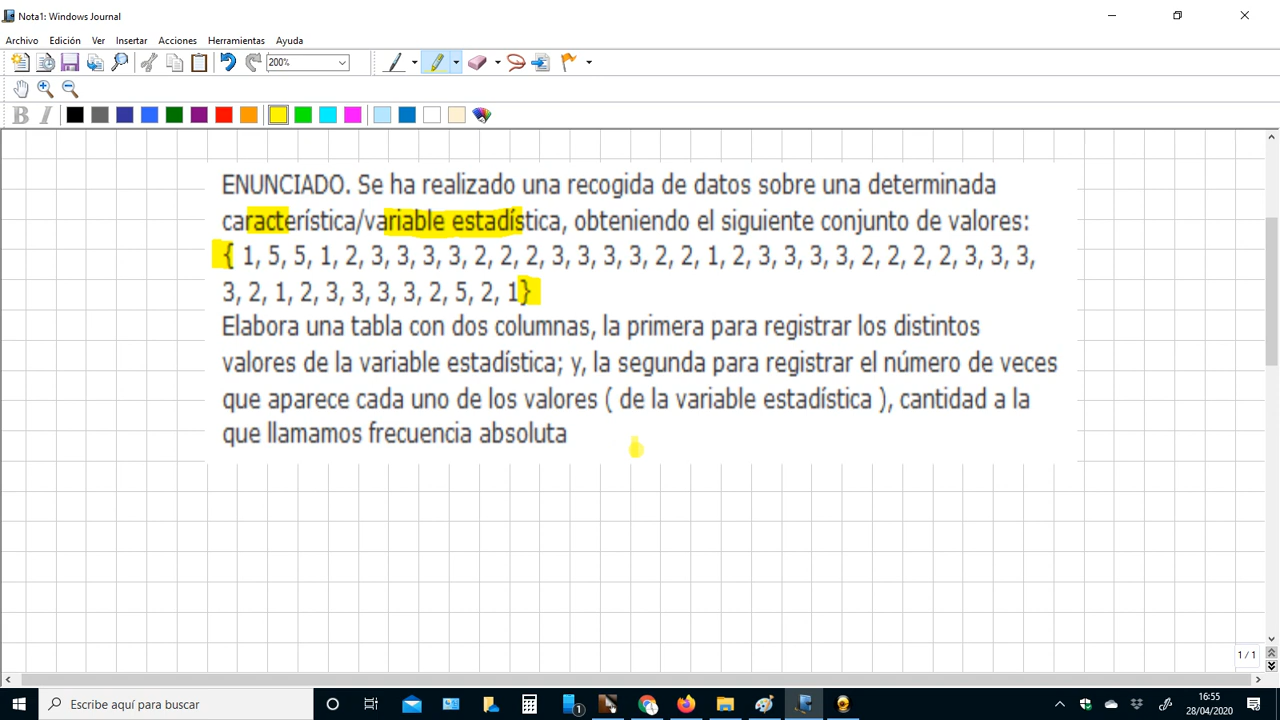 Nota1: Windows Journal
Archivo Edición Ver Insertar Acciones Herramientas Ayuda
200%
B I
ENUNCIADO. Se ha realizado una recogida de datos sobre una determinada
característica/variable estadística, obteniendo el siguiente conjunto de valores:
{ 1, 5, 5, 1, 2, 3, 3, 3, 3, 2, 2, 2, 3, 3, 3, 3, 2, 2, 1, 2, 3, 3, 3, 3, 2, 2, 2, 2, 3, 3, 3,
3, 2, 1, 2, 3, 3, 3, 3, 2, 5, 2, 1}
Elabora una tabla con dos columnas, la primera para registrar los distintos
valores de la variable estadística; y, la segunda para registrar el número de veces
que aparece cada uno de los valores ( de la variable estadística ), cantidad a la
que llamamos frecuencia absoluta
1 / 1
Escribe aquí para buscar
1
16:55
28/04/2020